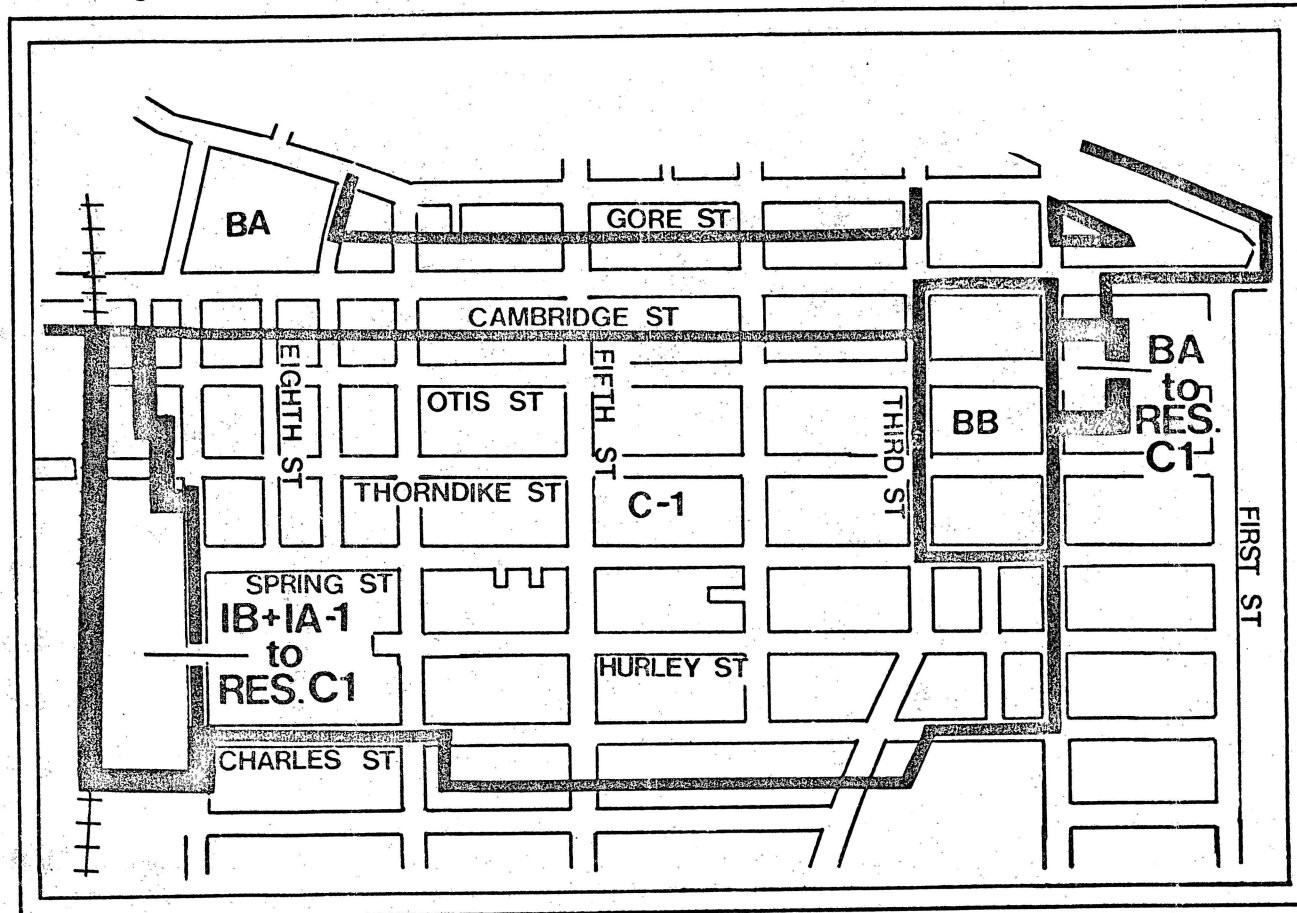 GORE ST
BA
CAMBRIDGE ST
EIGHTH ST
FIFTH ST
THIRD ST
BA
to
RES.
C1
OTIS ST
BB
THORNDIKE ST
C-1
FIRST ST
SPRING ST
IB+IA-1
to
RES. C1
HURLEY ST
CHARLES ST